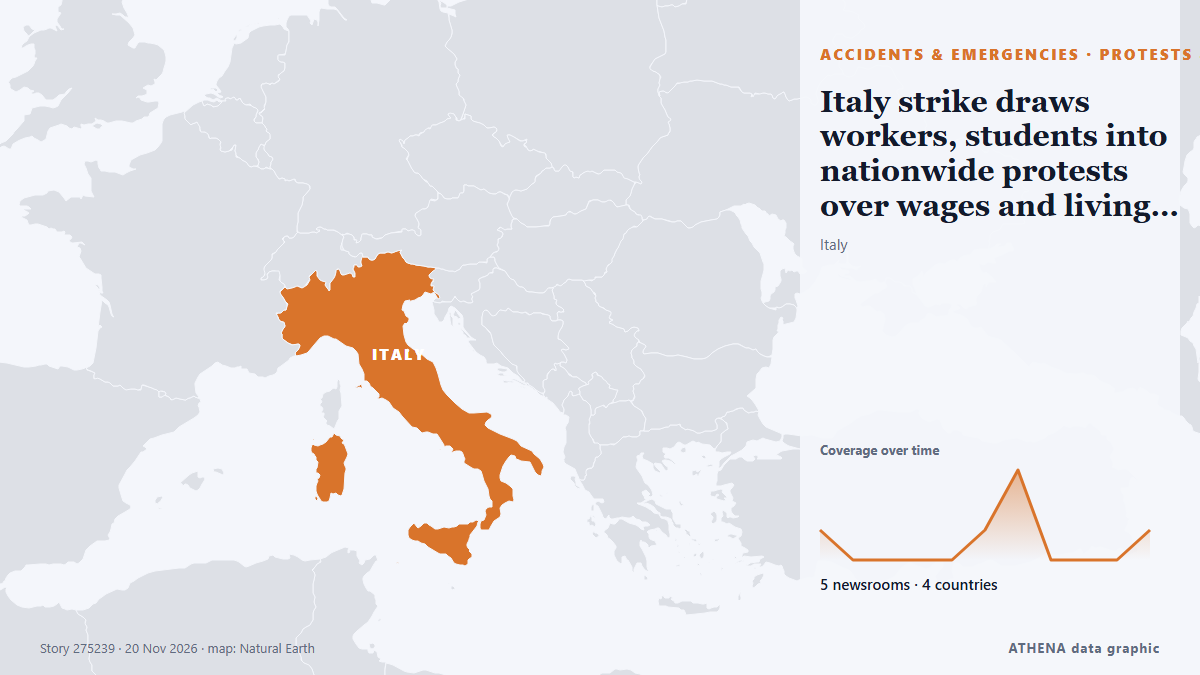 ACCIDENTS & EMERGENCIES · PROTESTS
Italy strike draws
workers, students into
nationwide protests
over wages and living...
Italy
ITALY
Coverage over time
5 newsrooms · 4 countries
Story 275239 · 20 Nov 2026 · map: Natural Earth
ATHENA data graphic